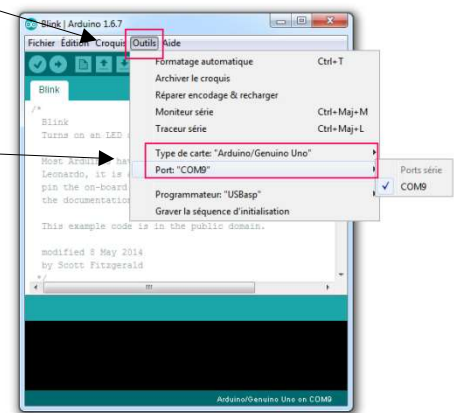 Blink | Arduino 1.6.7
Fichier Édition Croquis Outils Aide
Blink
Formatage automatique Ctrl+T
Archiver le croquis
Réparer encodage & recharger
Moniteur série Ctrl+Maj+M
Traceur série Ctrl+Maj+L
Type de carte: "Arduino/Genuino Uno"
Port: "COM9"
Ports série
COM9
Programmateur: "USBasp"
Graver la séquence d'initialisation
/*
Blink
Turns on an LED
Most Arduinos
Leonardo, it is
pin the on-board
the documentation
This example code is in the public domain.
modified 8 May 2014
by Scott Fitzgerald
*/
Arduino/Genuino Uno on COM9